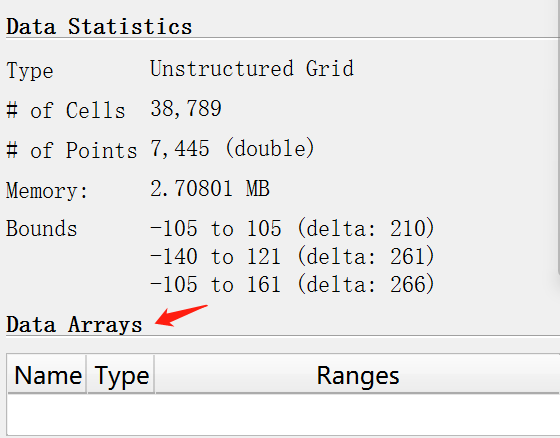 Data Statistics
Type Unstructured Grid
# of Cells 38,789
# of Points 7,445 (double)
Memory: 2.70801 MB
Bounds -105 to 105 (delta: 210)
-140 to 121 (delta: 261)
-105 to 161 (delta: 266)
Data Arrays
Name Type Ranges